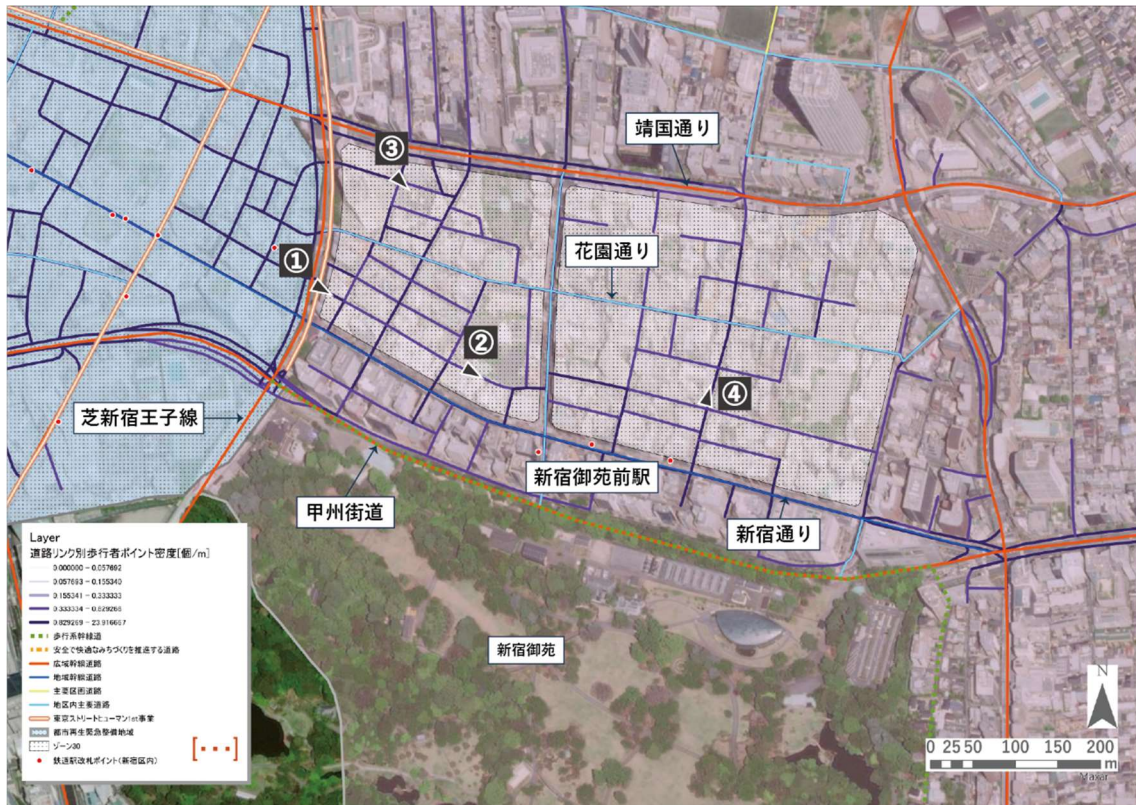 靖国通り
③
花園通り
①
②
④
芝新宿王子線
新宿御苑前駅
甲州街道
新宿通り
新宿御苑
Layer
道路リンク別歩行者ポイント密度[個/m]
0.000000 - 0.057692
0.057693 - 0.155340
0.155341 - 0.333333
0.333334 - 0.829268
0.829269 - 23.916667
歩行系幹線道
安全で快適なみちづくりを推進する道路
広域幹線道路
地域幹線道路
主要区画道路
地区内主要道路
東京ストリートヒューマン1st事業
都市再生緊急整備地域
ゾーン30
鉄道駅改札ポイント(新宿区内)
N
0 25 50 100 150 200
m
Maxar